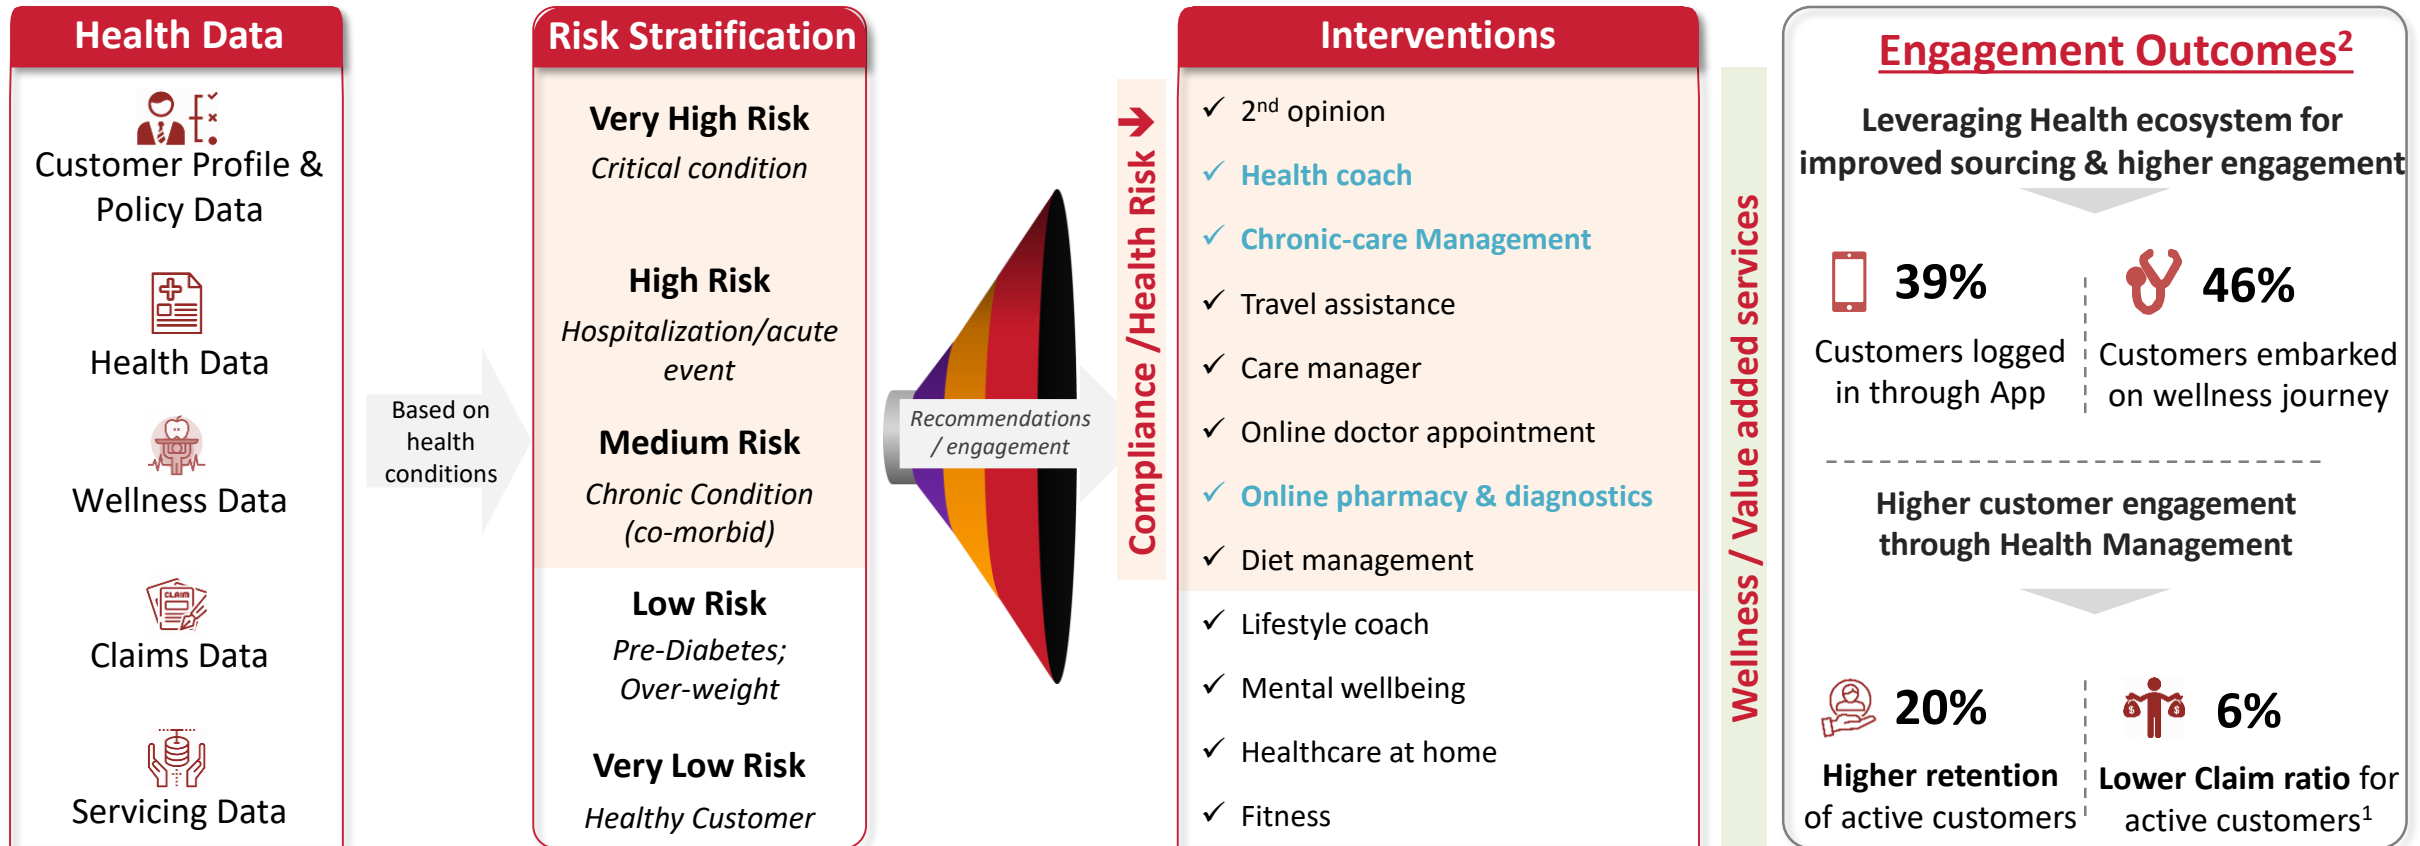 Health Data
Customer Profile &
Policy Data
Health Data
Wellness Data
CLAIM
Claims Data
Servicing Data
Based on
health
conditions
Risk Stratification
Very High Risk
Critical condition
High Risk
Hospitalization/acute
event
Medium Risk
Chronic Condition
(co-morbid)
Low Risk
Pre-Diabetes;
Over-weight
Very Low Risk
Healthy Customer
Recommendations
/ engagement
Compliance /Health Risk →
Interventions
✓ 2nd opinion
✓ Health coach
✓ Chronic-care Management
✓ Travel assistance
✓ Care manager
✓ Online doctor appointment
✓ Online pharmacy & diagnostics
✓ Diet management
✓ Lifestyle coach
✓ Mental wellbeing
✓ Healthcare at home
✓ Fitness
Wellness / Value added services
Engagement Outcomes²
Leveraging Health ecosystem for
improved sourcing & higher engagement
39%
Customers logged
in through App
46%
Customers embarked
on wellness journey
Higher customer engagement
through Health Management
20%
Higher retention
of active customers
$ $
6%
Lower Claim ratio for
active customers¹